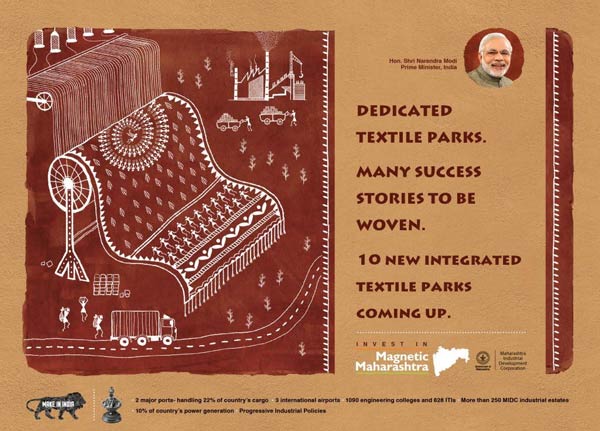 Hon. Shri Narendra Modi
Prime Minister, India
DEDICATED
TEXTILE PARKS.
MANY SUCCESS
STORIES TO BE
WOVEN.
10 NEW INTEGRATED
TEXTILE PARKS
COMING UP.
INVEST IN
Magnetic
Maharashtra
Maharashtra
Industrial
Development
Corporation
MAKE IN INDIA
2 major ports- handling 22% of country's cargo 3 international airports 1090 engineering colleges and 828 ITIs More than 250 MIDC industrial estates
10% of country's power generation Progressive Industrial Policies